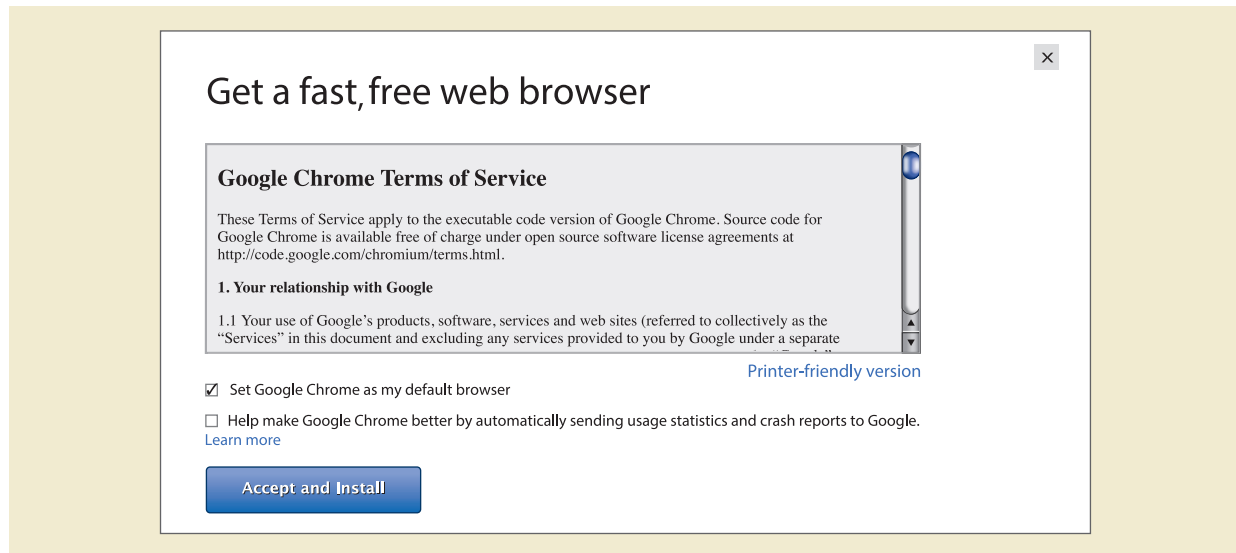 ×
Get a fast, free web browser
Google Chrome Terms of Service
These Terms of Service apply to the executable code version of Google Chrome. Source code for
Google Chrome is available free of charge under open source software license agreements at
http://code.google.com/chromium/terms.html.
1. Your relationship with Google
1.1 Your use of Google’s products, software, services and web sites (referred to collectively as the
“Services” in this document and excluding any services provided to you by Google under a separate
Printer-friendly version
Set Google Chrome as my default browser
Help make Google Chrome better by automatically sending usage statistics and crash reports to Google.
Learn more
Accept and Install